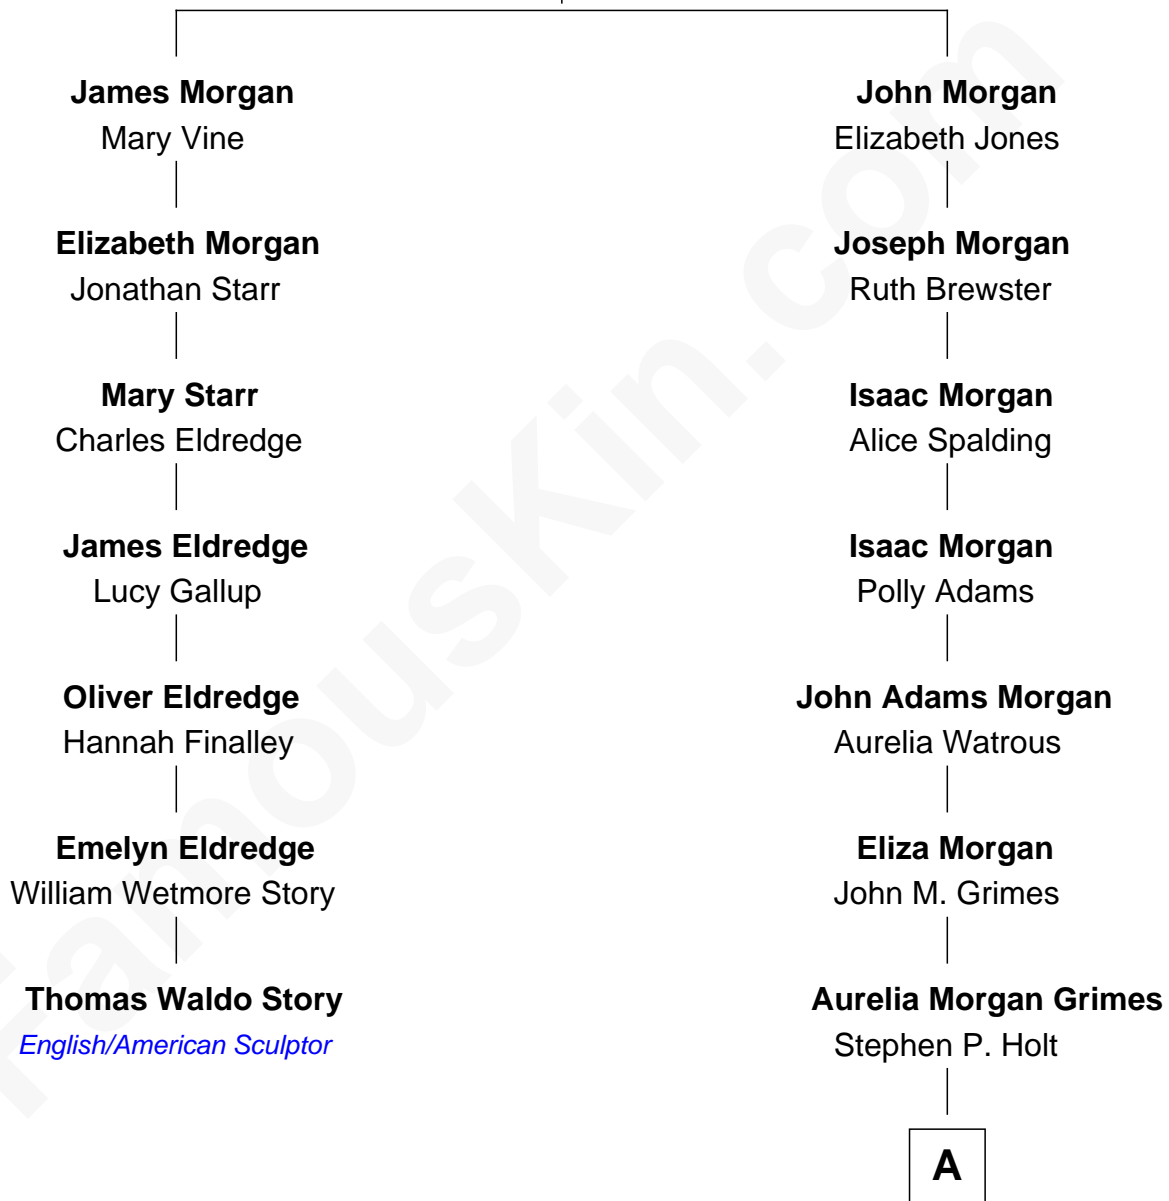 James Morgan
Mary Vine
Elizabeth Morgan
Jonathan Starr
Mary Starr
Charles Eldredge
James Eldredge
Lucy Gallup
Oliver Eldredge
Hannah Finalley
Emelyn Eldredge
William Wetmore Story
Thomas Waldo Story
English/American Sculptor
John Morgan
Elizabeth Jones
Joseph Morgan
Ruth Brewster
Isaac Morgan
Alice Spalding
Isaac Morgan
Polly Adams
John Adams Morgan
Aurelia Watrous
Eliza Morgan
John M. Grimes
Aurelia Morgan Grimes
Stephen P. Holt
A
FamousKin.com